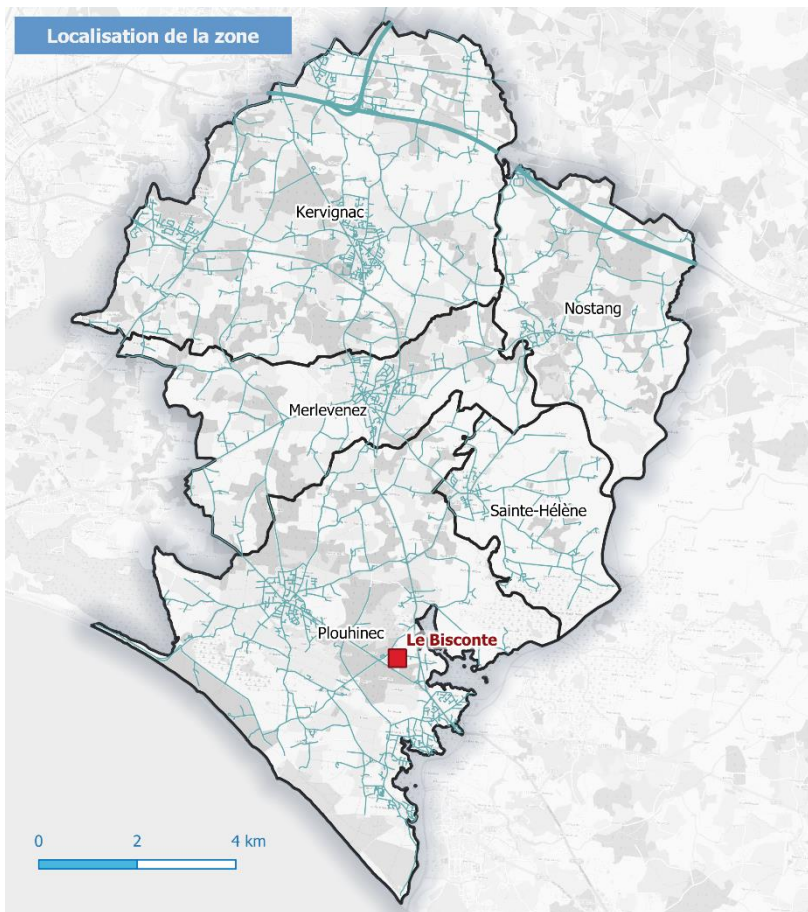 Localisation de la zone
Kervignac
Nostang
Merlevenez
Sainte-Hélène
Plouhinec
Le Bisconte
0 2 4 km